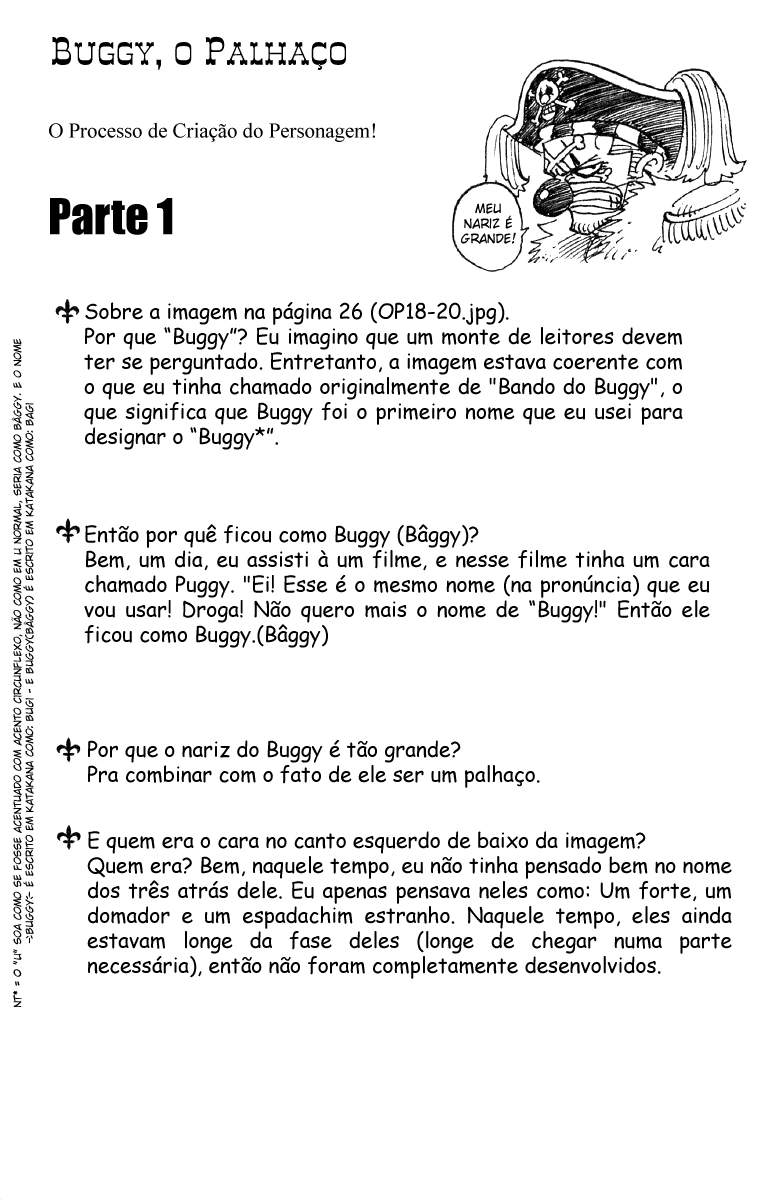 Buggy, o Palhaço
O Processo de Criação do Personagem!
Parte 1
MEU
NARIZ É
GRANDE!
Sobre a imagem na página 26 (OP18-20.jpg).
Por que “Buggy”? Eu imagino que um monte de leitores devem
ter se perguntado. Entretanto, a imagem estava coerente com
o que eu tinha chamado originalmente de "Bando do Buggy", o
que significa que Buggy foi o primeiro nome que eu usei para
designar o “Buggy*”.
Então por quê ficou como Buggy (Bâggy)?
Bem, um dia, eu assisti à um filme, e nesse filme tinha um cara
chamado Puggy. "Ei! Esse é o mesmo nome (na pronúncia) que eu
vou usar! Droga! Não quero mais o nome de “Buggy!" Então ele
ficou como Buggy.(Bâggy)
Por que o nariz do Buggy é tão grande?
Pra combinar com o fato de ele ser um palhaço.
E quem era o cara no canto esquerdo de baixo da imagem?
Quem era? Bem, naquele tempo, eu não tinha pensado bem no nome
dos três atrás dele. Eu apenas pensava neles como: Um forte, um
domador e um espadachim estranho. Naquele tempo, eles ainda
estavam longe da fase deles (longe de chegar numa parte
necessária), então não foram completamente desenvolvidos.
NT* = O "U" SOA COMO SE FOSSE ACENTUADO COM ACENTO CIRCUNFLEXO, NÃO COMO EM U NORMAL, SERIA COMO BÂGGY. E O NOME
-:BUGGY- É ESCRITO EM KATAKANA COMO: BUGI - E BUGGY(BÂGGY) É ESCRITO EM KATAKANA COMO: BAGI